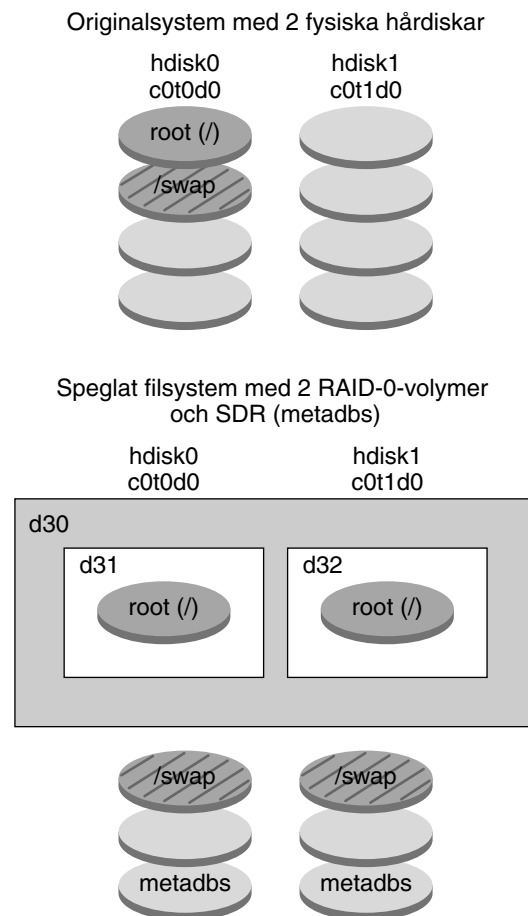 Originalsystem med 2 fysiska hårdiskar
hdisk0
c0t0d0
hdisk1
c0t1d0
root (/)
/swap
Speglat filsystem med 2 RAID-0-volymer
och SDR (metadbs)
hdisk0
c0t0d0
hdisk1
c0t1d0
d30
d31
d32
root (/)
root (/)
/swap
/swap
metadbs
metadbs